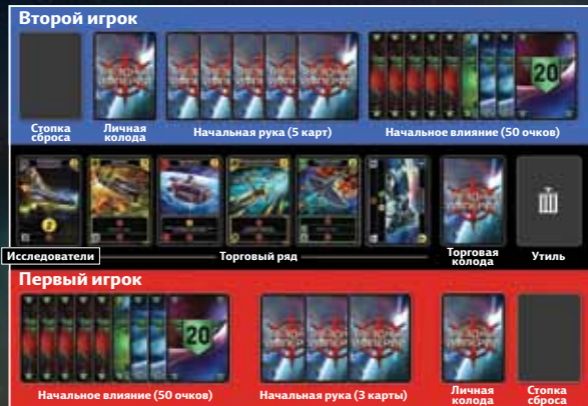 Второй игрок
20
Стопка
сброса
Личная
колода
Начальная рука (5 карт)
Начальное влияние (50 очков)
2
Исследователи
Торговый ряд
Торговая
колода
Утиль
Первый игрок
20
Начальное влияние (50 очков)
Начальная рука (3 карты)
Личная
колода
Стопка
сброса